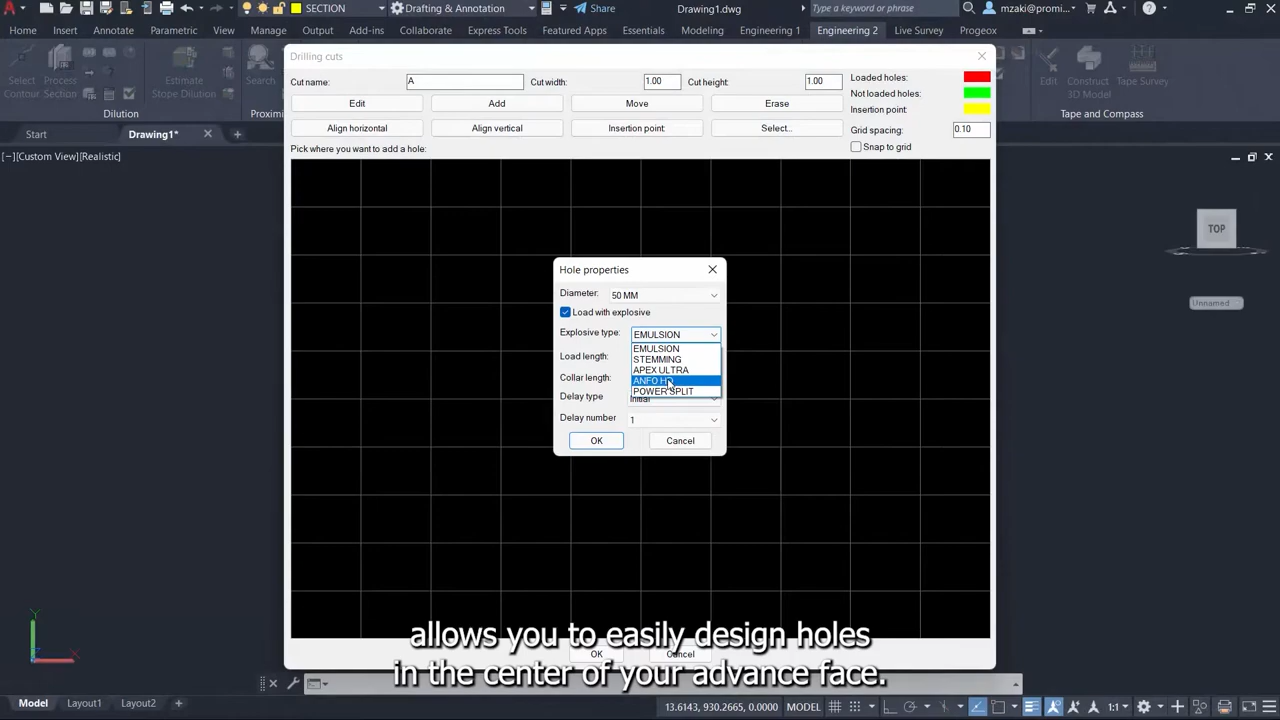 SECTION
Drafting & Annotation
Share
Drawing1.dwg
Type a keyword or phrase
mzaki@promi...
Home Insert Annotate Parametric View Manage Output Add-ins Collaborate Express Tools Featured Apps Essentials Modeling Engineering 1 Engineering 2 Live Survey Progeox
Select Contour
Process Section
Dilution
Estimate Dilution
Search
Proximi
Edit
Construct 3D Model
Tape Survey
Tape and Compass
Start
Drawing1*
[−][Custom View][Realistic]
Drilling cuts
Cut name: A Cut width: 1.00 Cut height: 1.00
Loaded holes:
Not loaded holes:
Insertion point:
Grid spacing: 0.10
Snap to grid
Edit Add Move Erase
Align horizontal Align vertical Insertion point: Select...
Pick where you want to add a hole:
TOP
Unnamed
Hole properties
Diameter: 50 MM
Load with explosive
Explosive type: EMULSION
EMULSION
STEMMING
APEX ULTRA
ANFO HD
POWER SPLIT
Load length:
Collar length:
Delay type Initial
Delay number 1
OK Cancel
OK Cancel
allows you to easily design holes
in the center of your advance face.
Y
X
Model Layout1 Layout2 +
13.6143, 930.2665, 0.0000 MODEL 1:1